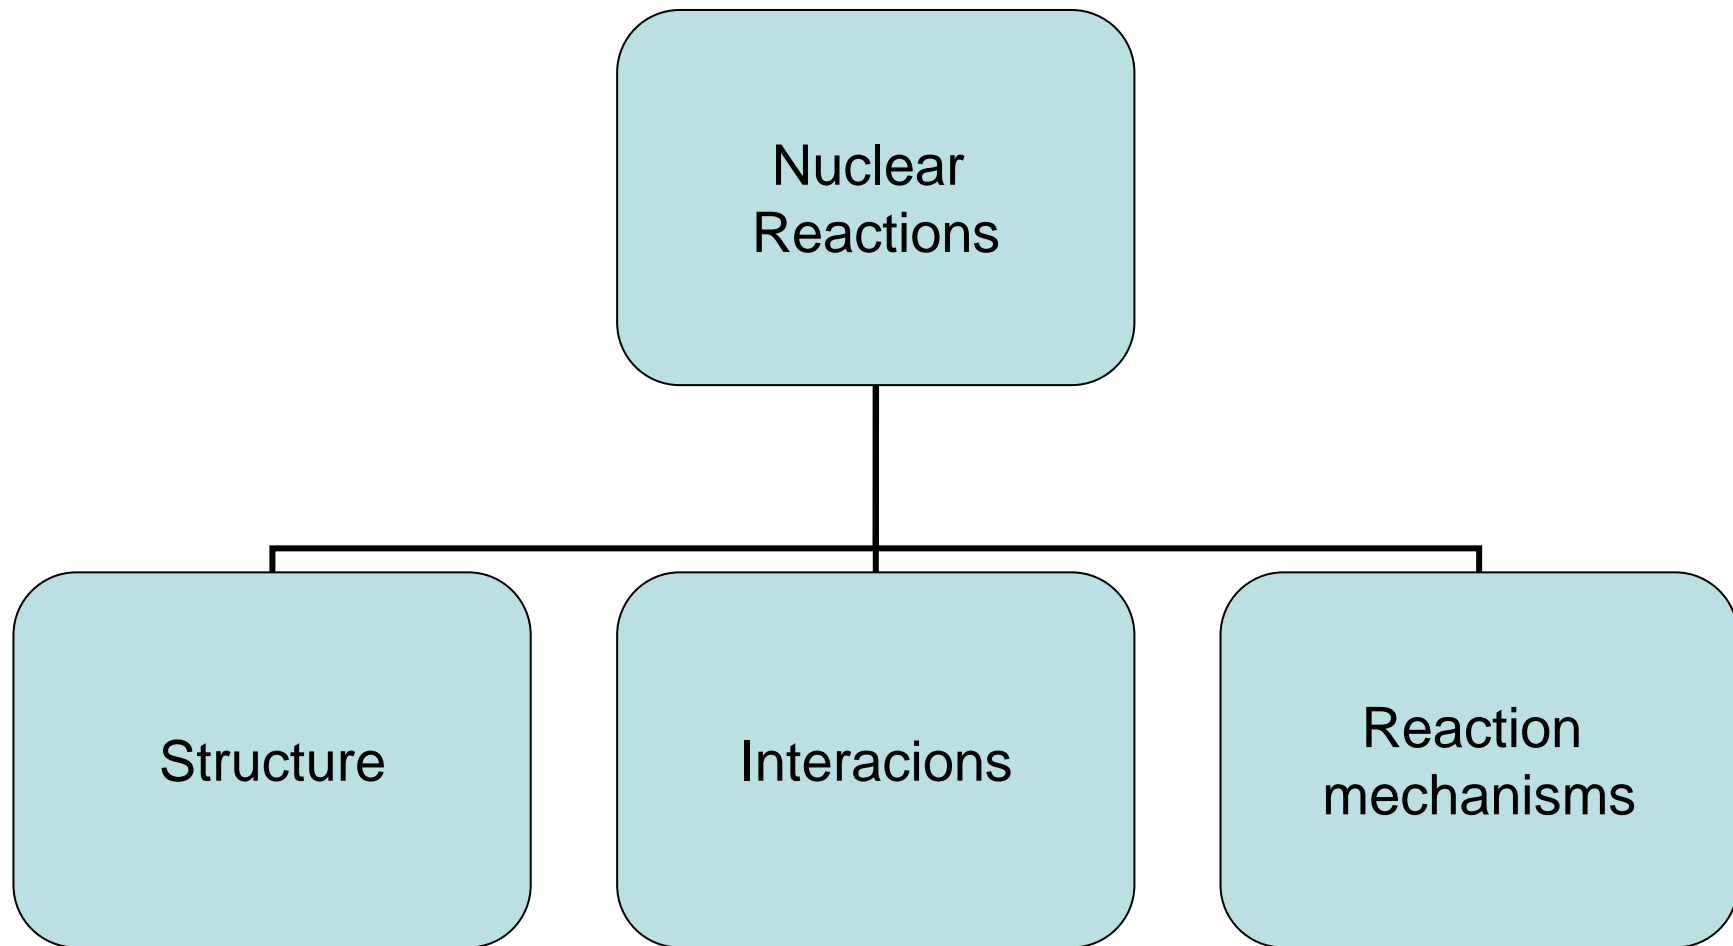 Nuclear
Reactions
Structure
Interacions
Reaction
mechanisms